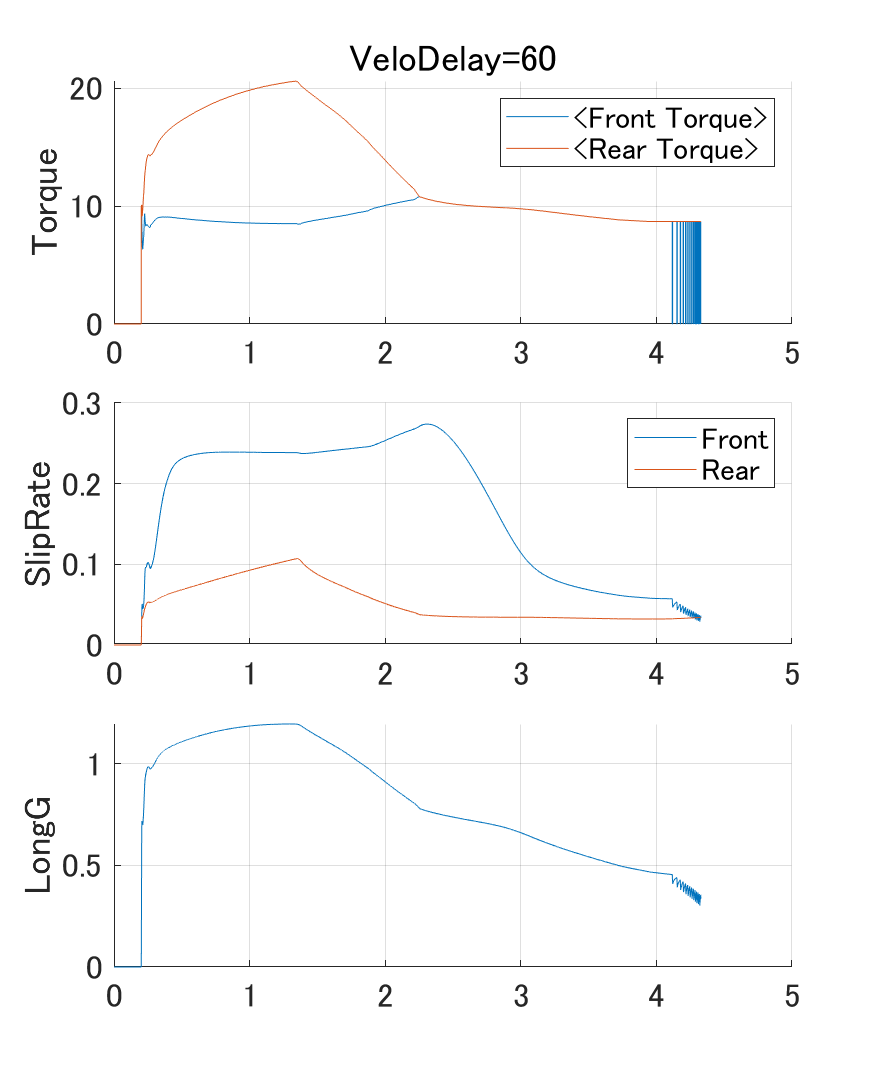 VeloDelay=60
20
10
0
Torque
<Front Torque>
<Rear Torque>
0 1 2 3 4 5
0.3
0.2
0.1
0
SlipRate
Front
Rear
0 1 2 3 4 5
1
0.5
0
LongG
0 1 2 3 4 5